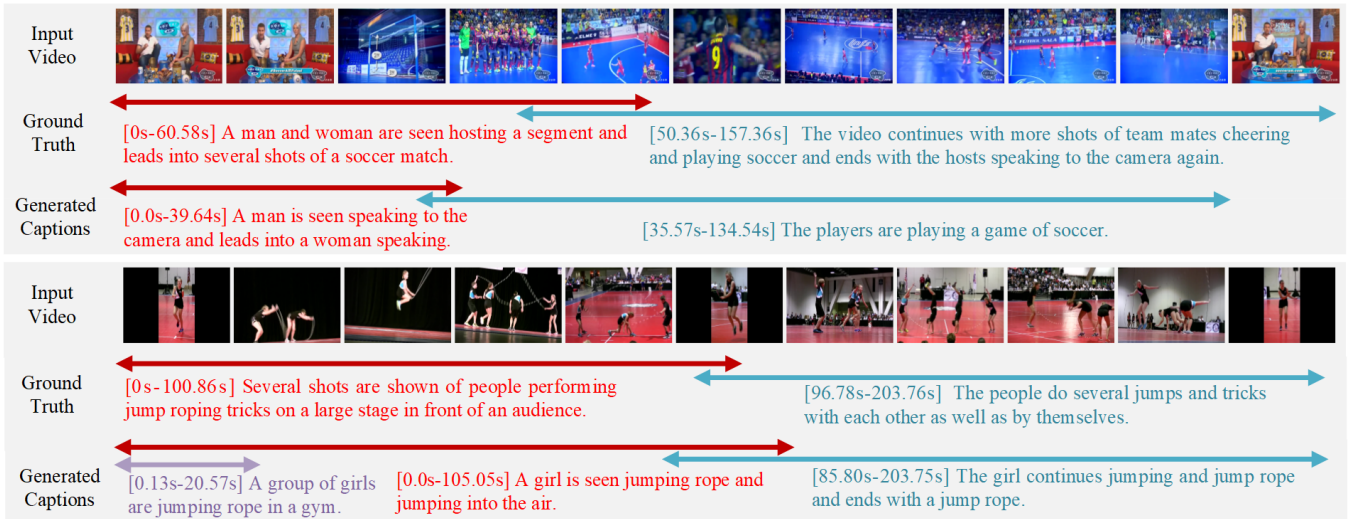 Input
Video
Ground
Truth
[0s-60.58s] A man and woman are seen hosting a segment and
leads into several shots of a soccer match.
[50.36s-157.36s] The video continues with more shots of team mates cheering
and playing soccer and ends with the hosts speaking to the camera again.
Generated
Captions
[0.0s-39.64s] A man is seen speaking to the
camera and leads into a woman speaking.
[35.57s-134.54s] The players are playing a game of soccer.
Input
Video
Ground
Truth
[0s-100.86s] Several shots are shown of people performing
jump roping tricks on a large stage in front of an audience.
[96.78s-203.76s] The people do several jumps and tricks
with each other as well as by themselves.
Generated
Captions
[0.13s-20.57s] A group of girls
are jumping rope in a gym.
[0.0s-105.05s] A girl is seen jumping rope and
jumping into the air.
[85.80s-203.75s] The girl continues jumping and jump rope
and ends with a jump rope.